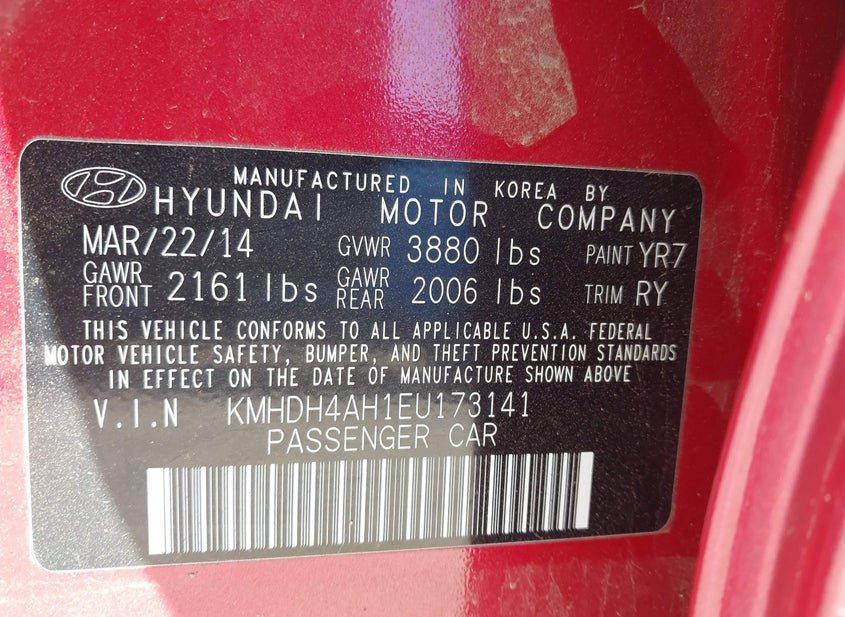 MANUFACTURED IN KOREA BY
HYUNDAI MOTOR COMPANY
MAR/22/14 GVWR 3880 lbs PAINT YR7
GAWR FRONT 2161 lbs GAWR REAR 2006 lbs TRIM RY
THIS VEHICLE CONFORMS TO ALL APPLICABLE U.S.A. FEDERAL
MOTOR VEHICLE SAFETY, BUMPER, AND THEFT PREVENTION STANDARDS
IN EFFECT ON THE DATE OF MANUFACTURE SHOWN ABOVE
V.I.N KMHDH4AH1EU173141
PASSENGER CAR